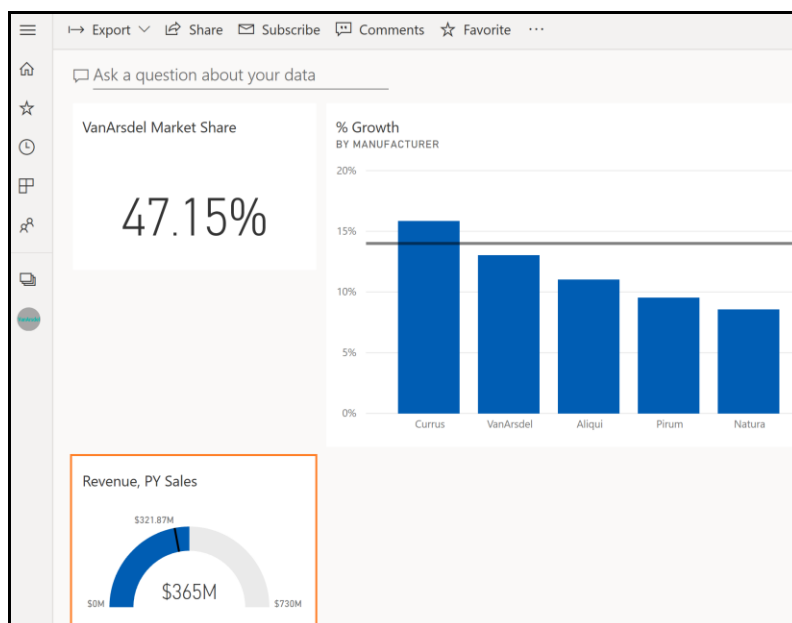 Export Share Subscribe Comments Favorite ...
Ask a question about your data
VanArsdel Market Share
47.15%
% Growth
BY MANUFACTURER
20%
15%
10%
5%
0%
Currus VanArsdel Aliqui Pirum Natura
Revenue, PY Sales
$321.87M
$0M
$365M
$730M